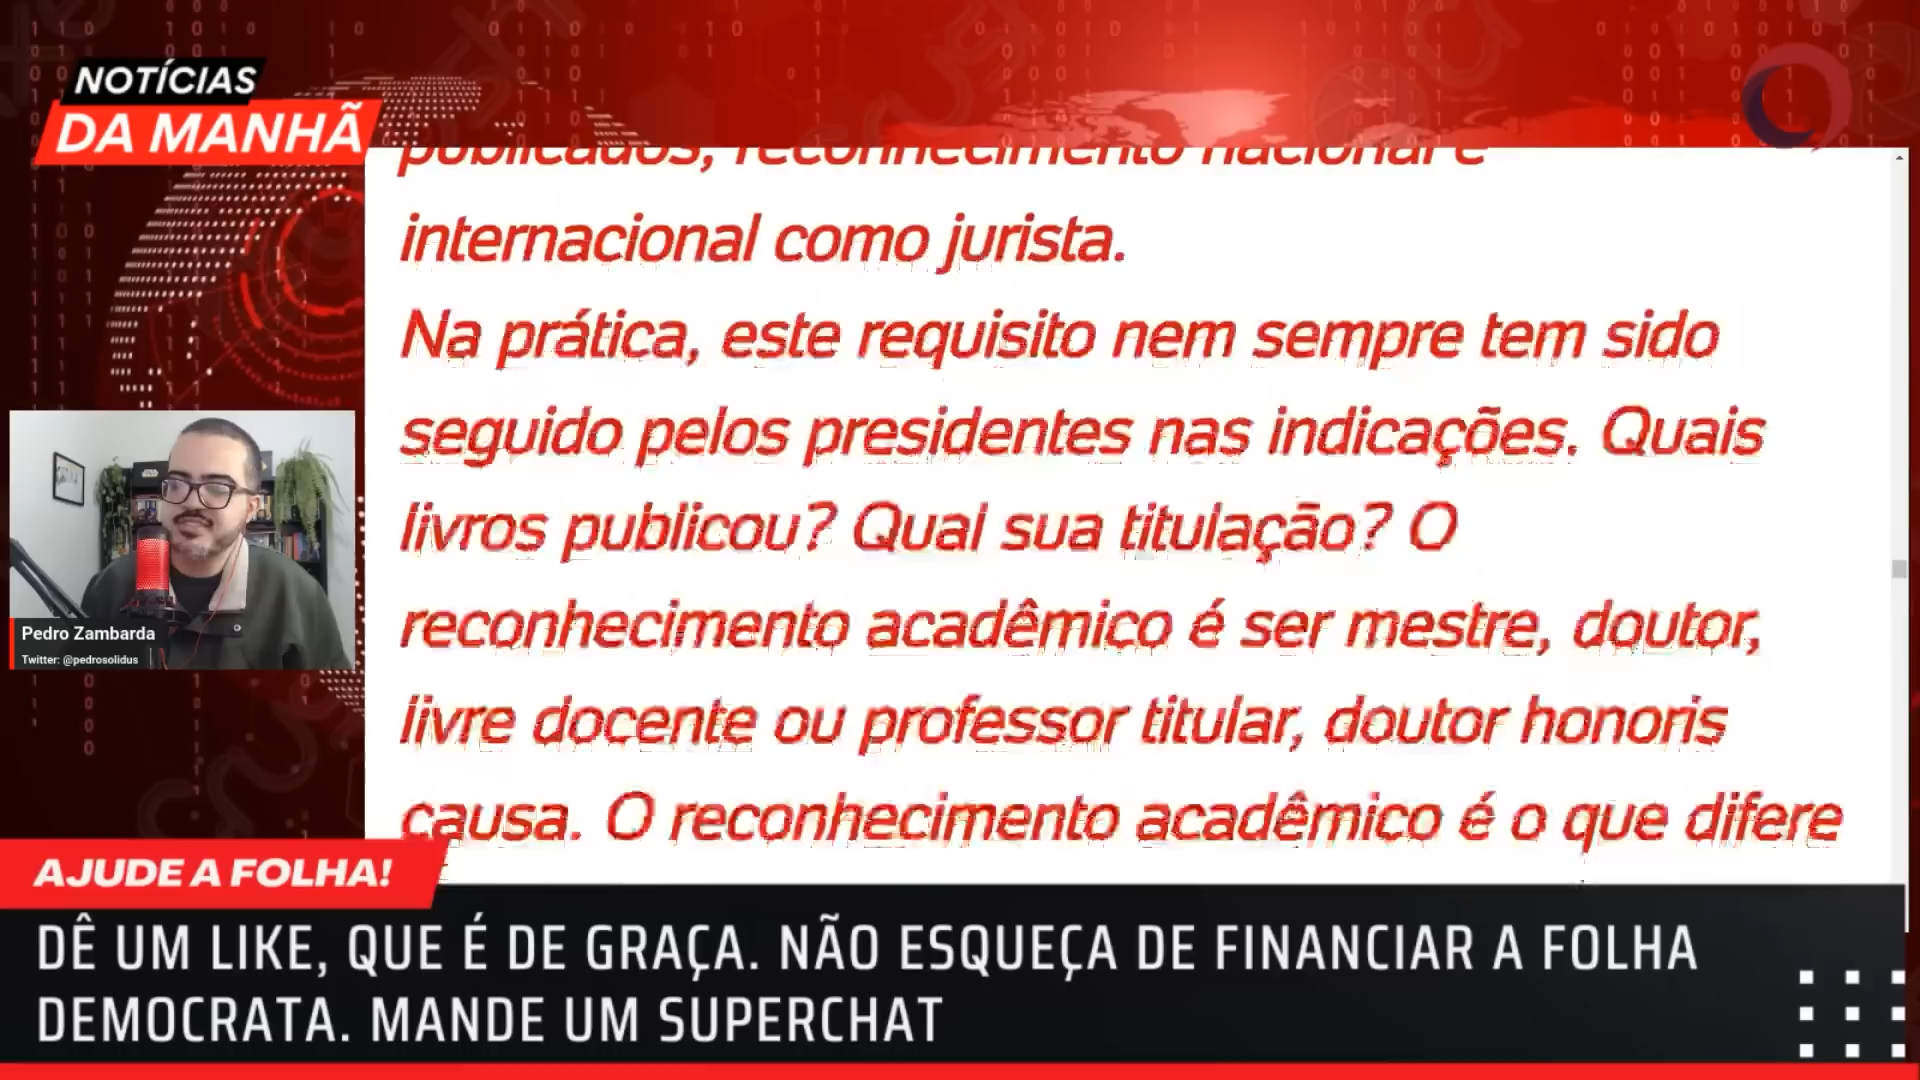 NOTÍCIAS
DA MANHÃ
publicados, reconhecimento nacional e
internacional como jurista.
Na prática, este requisito nem sempre tem sido
seguido pelos presidentes nas indicações. Quais
livros publicou? Qual sua titulação? O
reconhecimento acadêmico é ser mestre, doutor,
livre docente ou professor titular, doutor honoris
causa. O reconhecimento acadêmico é o que difere
Pedro Zambarda
Twitter: @pedrosolidus
AJUDE A FOLHA!
DÊ UM LIKE, QUE É DE GRAÇA. NÃO ESQUEÇA DE FINANCIAR A FOLHA
DEMOCRATA. MANDE UM SUPERCHAT